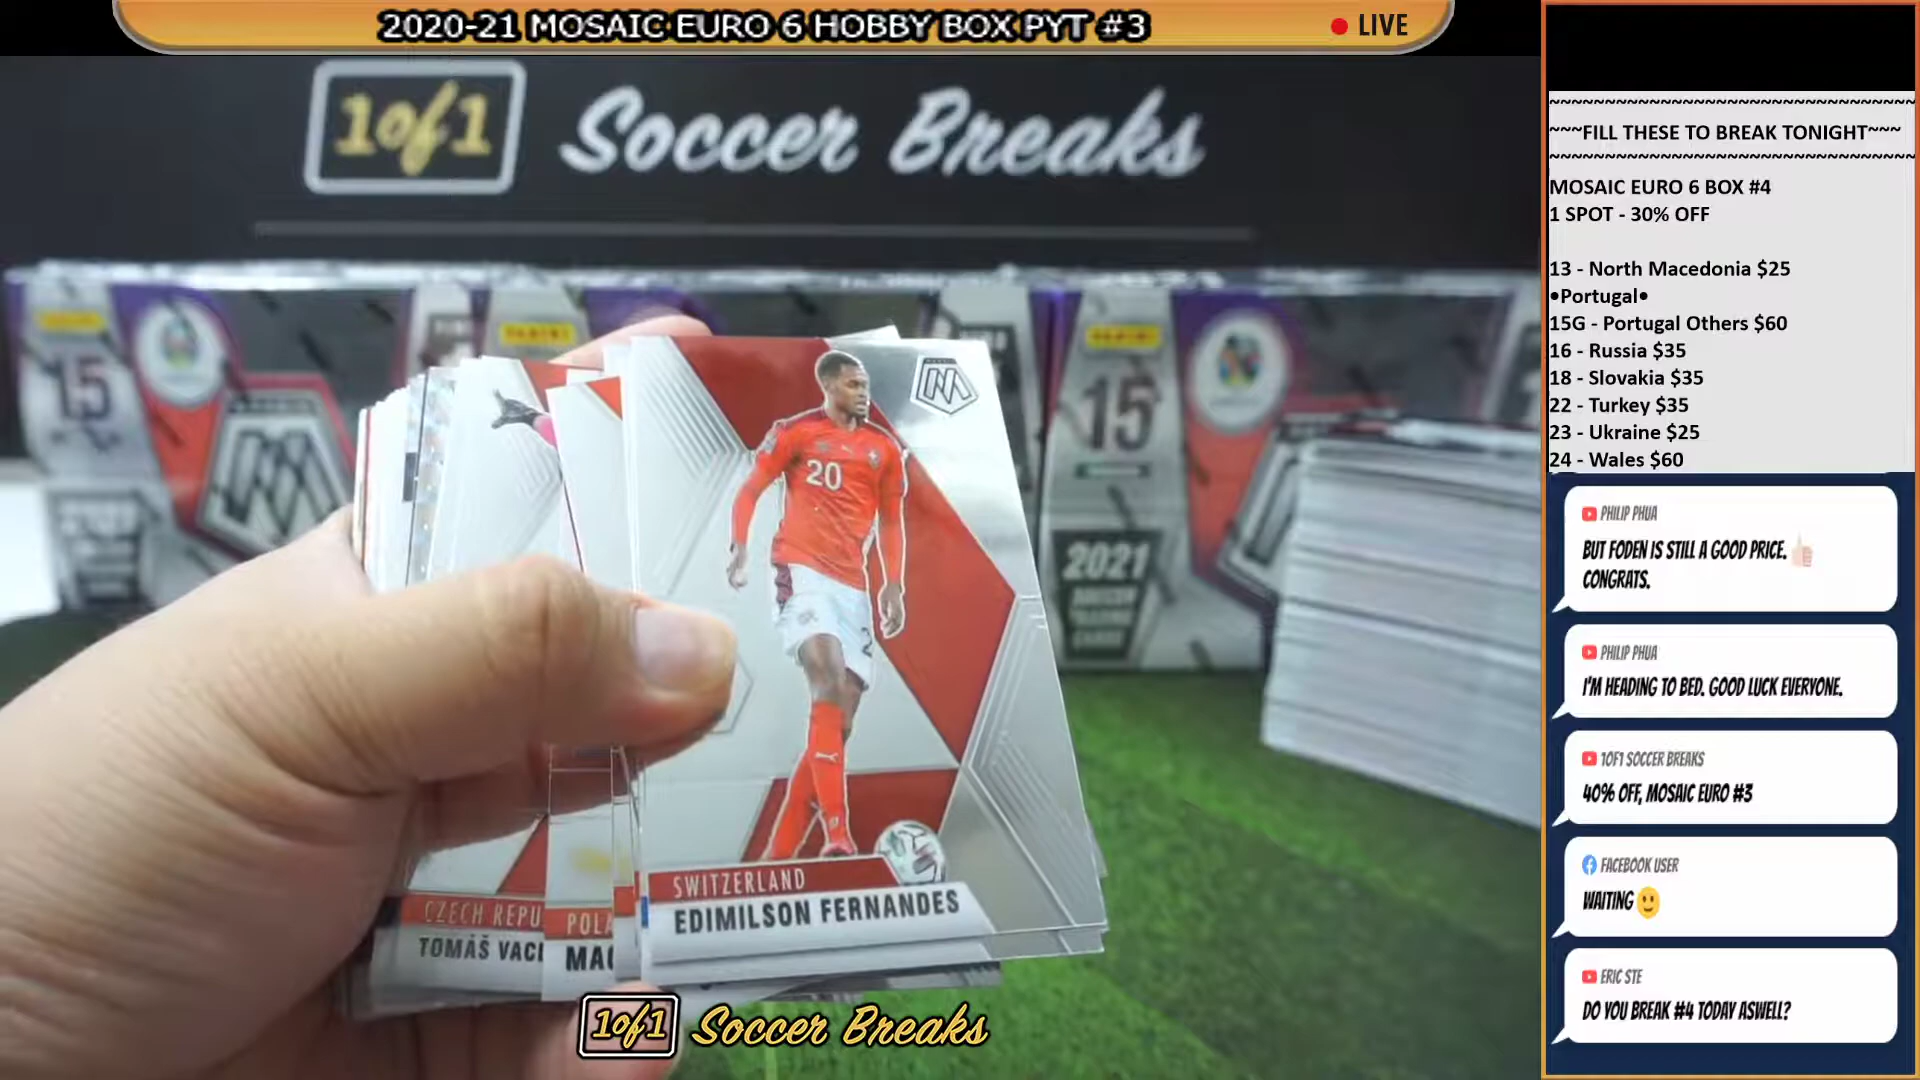 2020-21 MOSAIC EURO 6 HOBBY BOX PYT #3
LIVE
1of1 Soccer Breaks
PANINI
15
PANINI
PANINI
15
2021
20
SWITZERLAND
EDIMILSON FERNANDES
CZECH REPU
TOMÁŠ VACL
POLA
1of1 Soccer Breaks
~~~FILL THESE TO BREAK TONIGHT~~~
MOSAIC EURO 6 BOX #4
1 SPOT - 30% OFF
13 - North Macedonia $25
•Portugal•
15G - Portugal Others $60
16 - Russia $35
18 - Slovakia $35
22 - Turkey $35
23 - Ukraine $25
24 - Wales $60
PHILIP PHUA
BUT FODEN IS STILL A GOOD PRICE.
CONGRATS.
PHILIP PHUA
I'M HEADING TO BED. GOOD LUCK EVERYONE.
1OF1 SOCCER BREAKS
40% OFF, MOSAIC EURO #3
FACEBOOK USER
WAITING
ERIC STE
DO YOU BREAK #4 TODAY ASWELL?